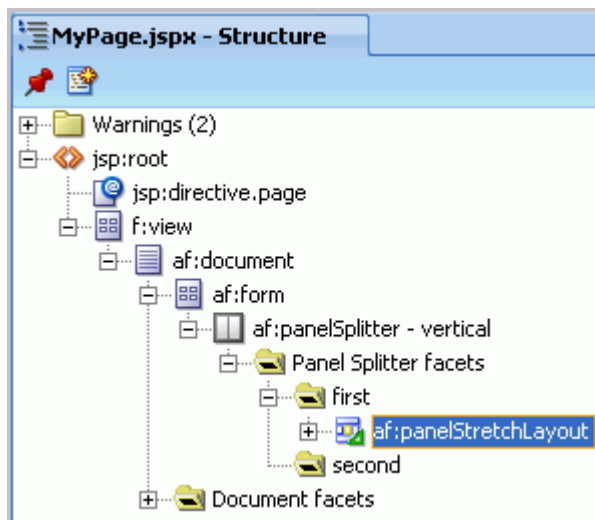 MyPage.jspx - Structure
Warnings (2)
jsp:root
jsp:directive.page
f:view
af:document
af:form
af:panelSplitter - vertical
Panel Splitter facets
first
af:panelStretchLayout
second
Document facets